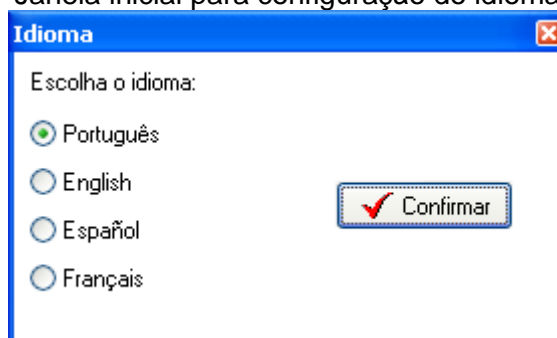 Janela inicial para configuração do idioma
Idioma
Escolha o idioma:
Português
English
Español
Français
Confirmar